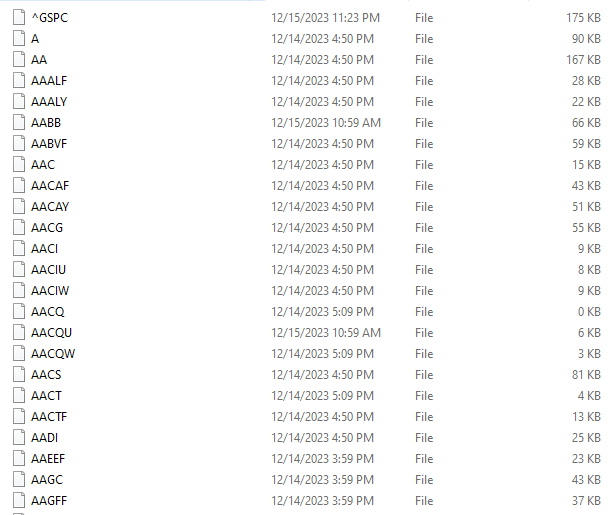 ^GSPC 12/15/2023 11:23 PM File 175 KB
A 12/14/2023 4:50 PM File 90 KB
AA 12/14/2023 4:50 PM File 167 KB
AAALF 12/14/2023 4:50 PM File 28 KB
AAALY 12/14/2023 4:50 PM File 22 KB
AABB 12/15/2023 10:59 AM File 66 KB
AABVF 12/14/2023 4:50 PM File 59 KB
AAC 12/14/2023 4:50 PM File 15 KB
AACAF 12/14/2023 4:50 PM File 43 KB
AACAY 12/14/2023 4:50 PM File 51 KB
AACG 12/14/2023 4:50 PM File 55 KB
AACI 12/14/2023 4:50 PM File 9 KB
AACIU 12/14/2023 4:50 PM File 8 KB
AACIW 12/14/2023 4:50 PM File 9 KB
AACQ 12/14/2023 5:09 PM File 0 KB
AACQU 12/15/2023 10:59 AM File 6 KB
AACQW 12/14/2023 5:09 PM File 3 KB
AACS 12/14/2023 4:50 PM File 81 KB
AACT 12/14/2023 5:09 PM File 4 KB
AACTF 12/14/2023 4:50 PM File 13 KB
AADI 12/14/2023 4:50 PM File 25 KB
AAEEF 12/14/2023 3:59 PM File 23 KB
AAGC 12/14/2023 3:59 PM File 43 KB
AAGFF 12/14/2023 3:59 PM File 37 KB